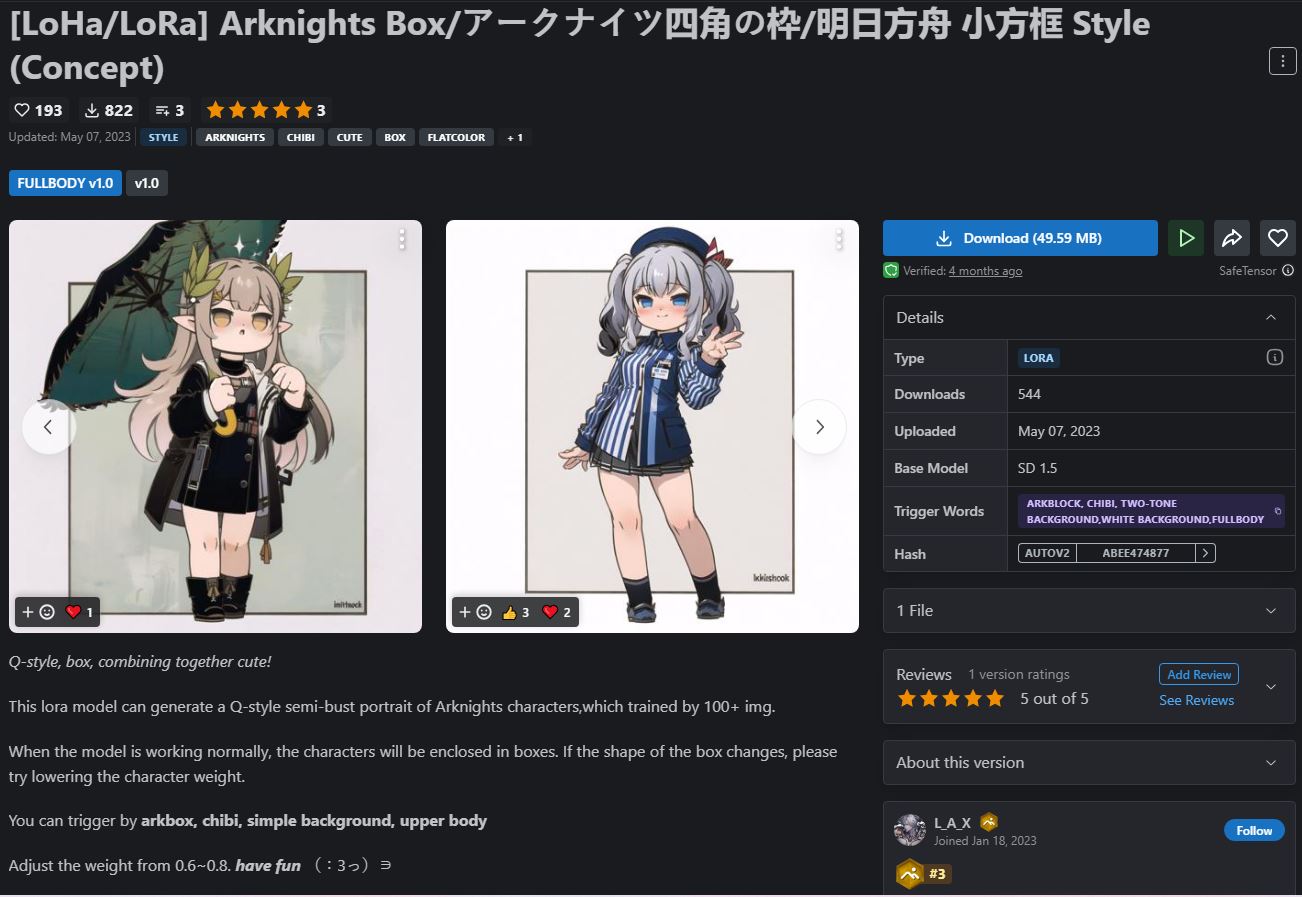 [LoHa/LoRa] Arknights Box/アークナイツ四角の枠/明日方舟 小方框 Style
(Concept)
193 822 3 3
Updated: May 07, 2023 STYLE ARKNIGHTS CHIBI CUTE BOX FLATCOLOR + 1
FULLBODY v1.0 v1.0
+ 1
+ 3 2
Q-style, box, combining together cute!
This lora model can generate a Q-style semi-bust portrait of Arknights characters,which trained by 100+ img.
When the model is working normally, the characters will be enclosed in boxes. If the shape of the box changes, please
try lowering the character weight.
You can trigger by arkbox, chibi, simple background, upper body
Adjust the weight from 0.6~0.8. have fun （：3っ）∋
Download (49.59 MB)
Verified: 4 months ago SafeTensor
Details
Type LORA
Downloads 544
Uploaded May 07, 2023
Base Model SD 1.5
Trigger Words ARKBLOCK, CHIBI, TWO-TONE
BACKGROUND,WHITE BACKGROUND,FULLBODY
Hash AUTOV2 ABEE474877
1 File
Reviews 1 version ratings Add Review
5 out of 5 See Reviews
About this version
L_A_X
Joined Jan 18, 2023
Follow
#3